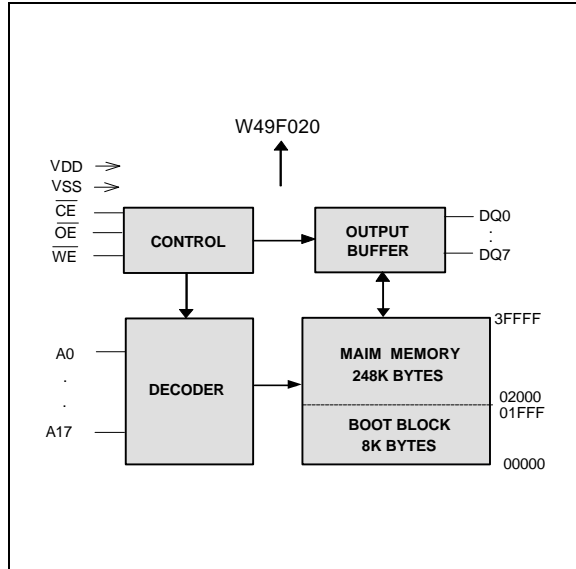 W49F020
VDD
VSS
CE
OE
WE
CONTROL
OUTPUT
BUFFER
DQ0
:
DQ7
A0
.
.
A17
DECODER
3FFFF
MAIM MEMORY
248K BYTES
02000
01FFF
BOOT BLOCK
8K BYTES
00000